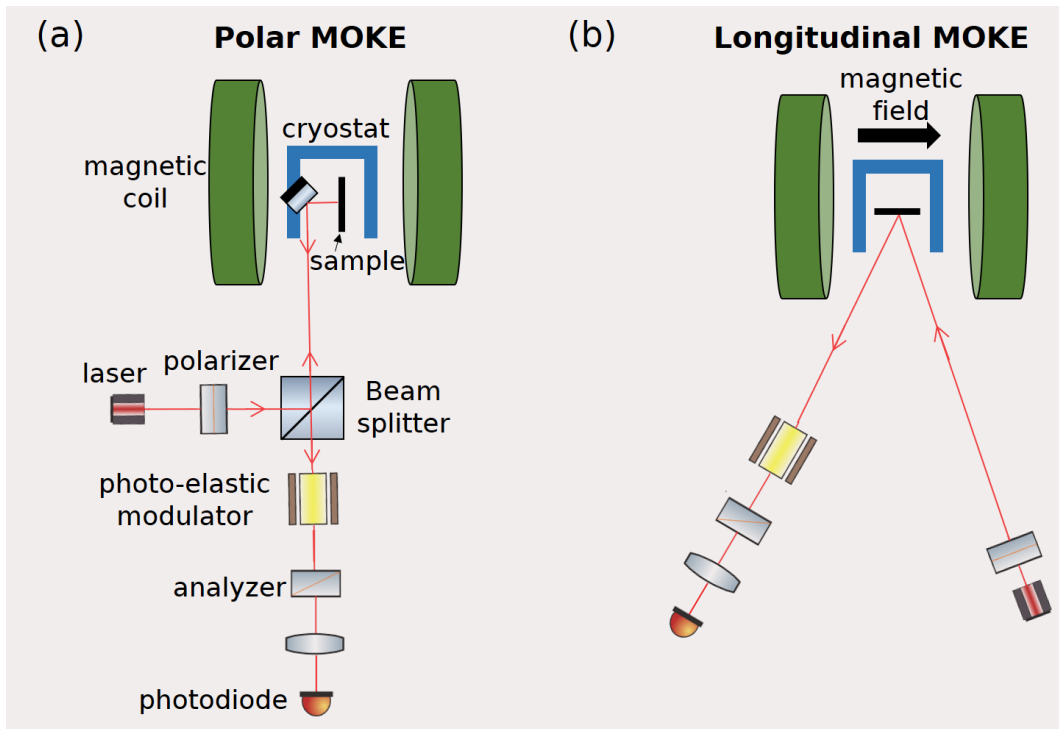 (a)
Polar MOKE
cryostat
magnetic
coil
sample
polarizer
laser
Beam
splitter
photo-elastic
modulator
analyzer
photodiode
(b)
Longitudinal MOKE
magnetic
field